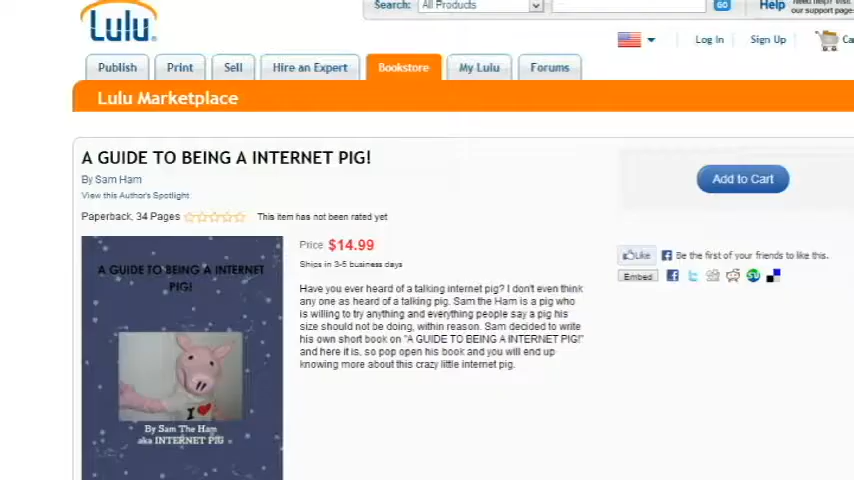 Search: All Products
GO
Help
our support page
Lulu
Log In
Sign Up
Publish
Print
Sell
Hire an Expert
Bookstore
My Lulu
Forums
Lulu Marketplace
A GUIDE TO BEING A INTERNET PIG!
By Sam Ham
View this Author's Spotlight
Paperback, 34 Pages
This item has not been rated yet
Add to Cart
Price $14.99
Ships in 3-5 business days
Like
Be the first of your friends to like this.
Embed
Have you ever heard of a talking internet pig? I don't even think
any one as heard of a talking pig. Sam the Ham is a pig who
is willing to try anything and everything people say a pig his
size should not be doing, within reason. Sam decided to write
his own short book on "A GUIDE TO BEING A INTERNET PIG!"
and here it is, so pop open his book and you will end up
knowing more about this crazy little internet pig.
A GUIDE TO BEING A INTERNET
PIG!
I
By Sam The Ham
aka INTERNET PIG